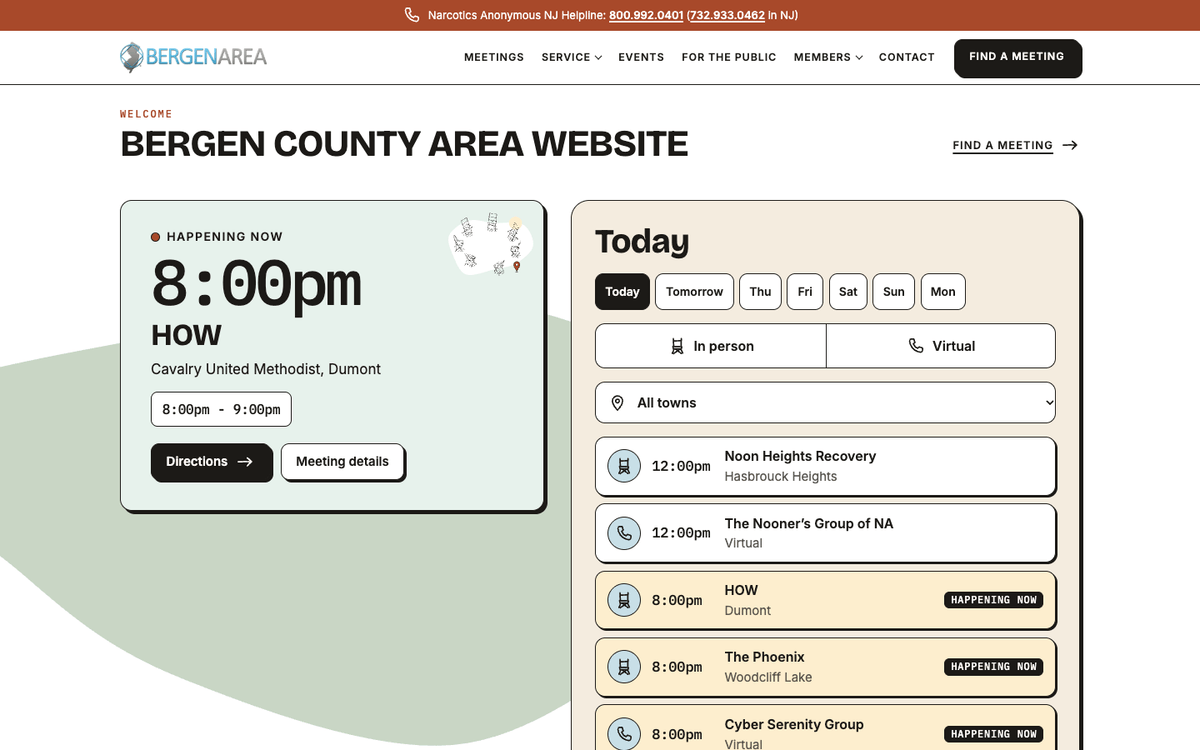 Narcotics Anonymous NJ Helpline: 800.992.0401 (732.933.0462 in NJ)
BERGENAREA
MEETINGS SERVICE EVENTS FOR THE PUBLIC MEMBERS CONTACT FIND A MEETING
WELCOME
BERGEN COUNTY AREA WEBSITE
FIND A MEETING
HAPPENING NOW
8:00pm
HOW
Cavalry United Methodist, Dumont
8:00pm - 9:00pm
Directions Meeting details
Today
Today Tomorrow Thu Fri Sat Sun Mon
In person Virtual
All towns
12:00pm Noon Heights Recovery
Hasbrouck Heights
12:00pm The Nooner’s Group of NA
Virtual
8:00pm HOW HAPPENING NOW
Dumont
8:00pm The Phoenix HAPPENING NOW
Woodcliff Lake
8:00pm Cyber Serenity Group HAPPENING NOW
Virtual